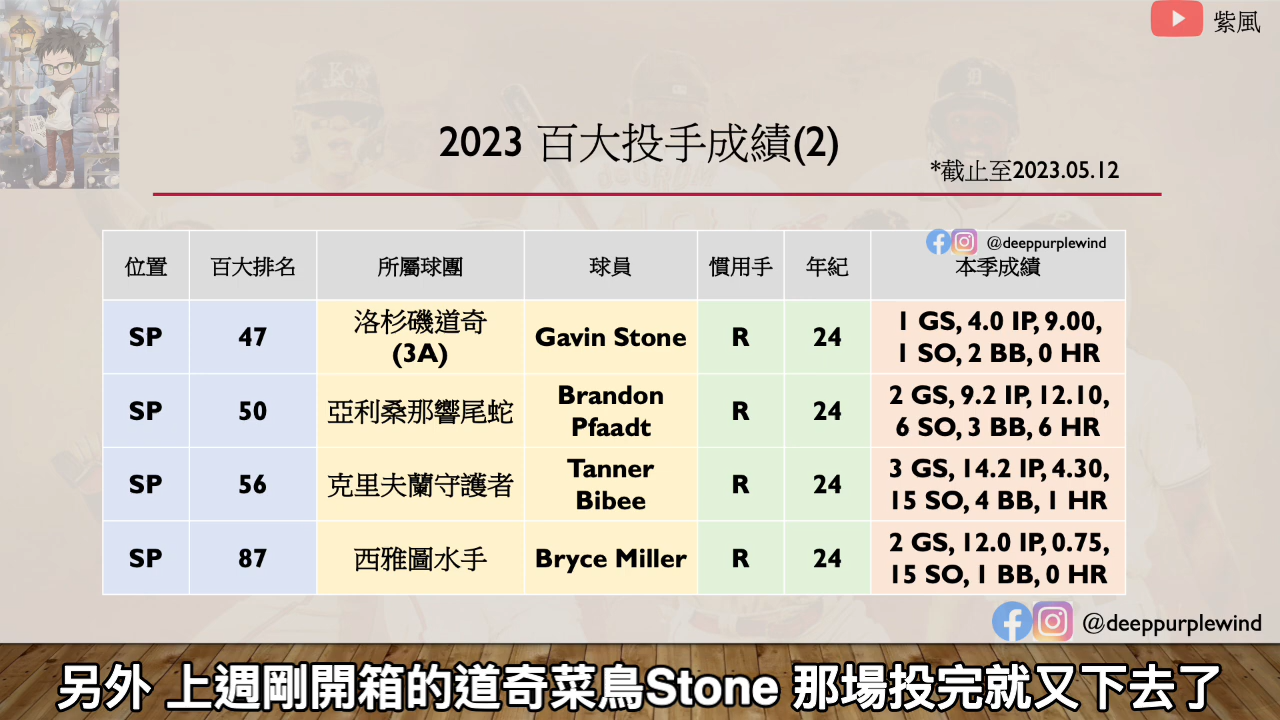 紫風
2023 百大投手成績(2)
*截止至2023.05.12
@deeppurplewind
位置 百大排名 所屬球團 球員 慣用手 年紀 本季成績
SP 47 洛杉磯道奇 Gavin Stone R 24 1 GS, 4.0 IP, 9.00,
(3A) 1 SO, 2 BB, 0 HR
SP 50 亞利桑那響尾蛇 Brandon R 24 2 GS, 9.2 IP, 12.10,
Pfaadt 6 SO, 3 BB, 6 HR
SP 56 克里夫蘭守護者 Tanner R 24 3 GS, 14.2 IP, 4.30,
Bibee 15 SO, 4 BB, 1 HR
SP 87 西雅圖水手 Bryce Miller R 24 2 GS, 12.0 IP, 0.75,
15 SO, 1 BB, 0 HR
@deeppurplewind
另外 上週剛開箱的道奇菜鳥Stone 那場投完就又下去了